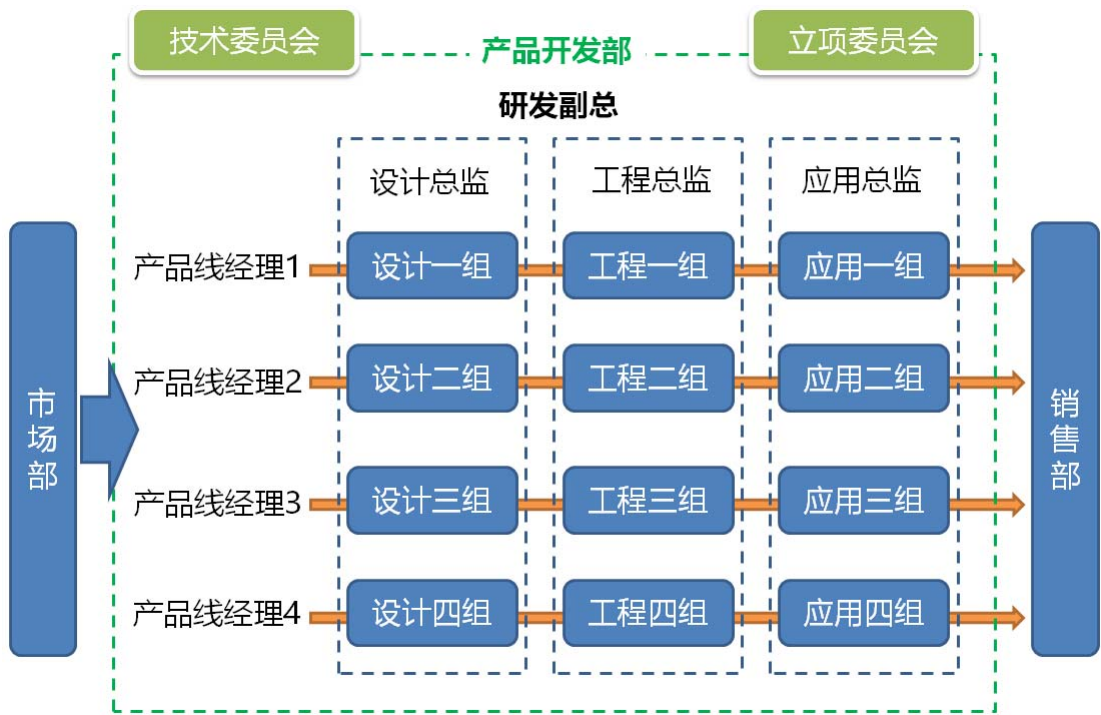 技术委员会
产品开发部
立项委员会
研发副总
设计总监
工程总监
应用总监
市场部
产品线经理1
设计一组
工程一组
应用一组
产品线经理2
设计二组
工程二组
应用二组
产品线经理3
设计三组
工程三组
应用三组
产品线经理4
设计四组
工程四组
应用四组
销售部